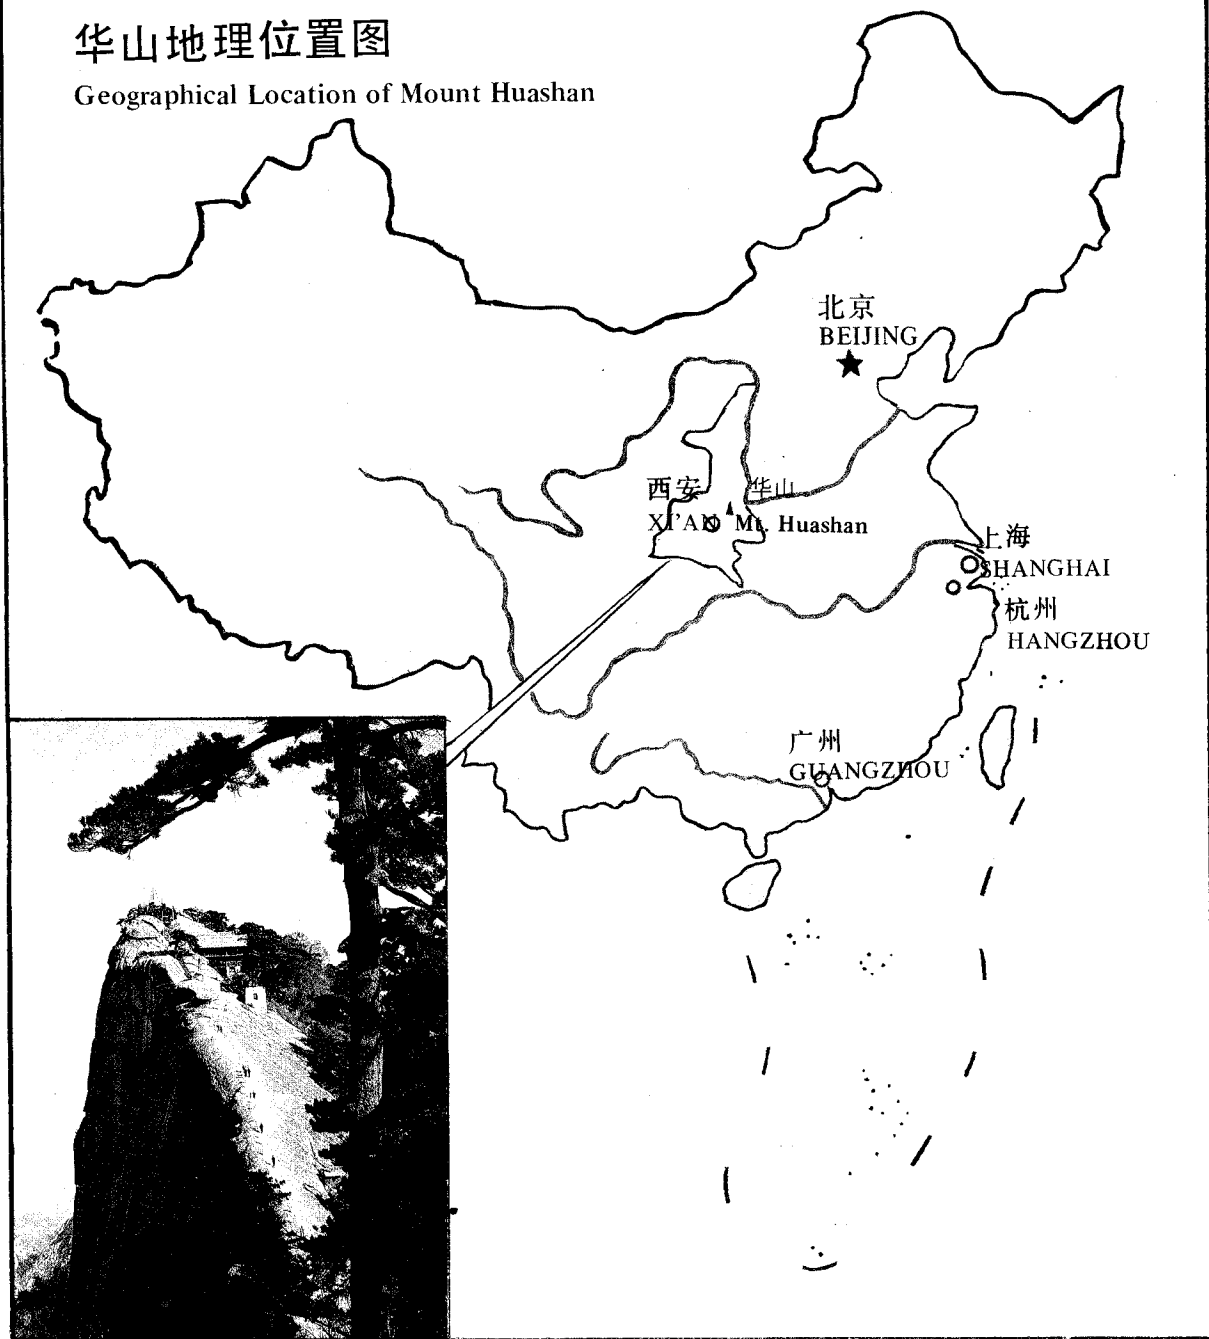 华山地理位置图
Geographical Location of Mount Huashan
北京
BEIJING
西安
XI'AN
华山
Mt. Huashan
上海
SHANGHAI
杭州
HANGZHOU
广州
GUANGZHOU